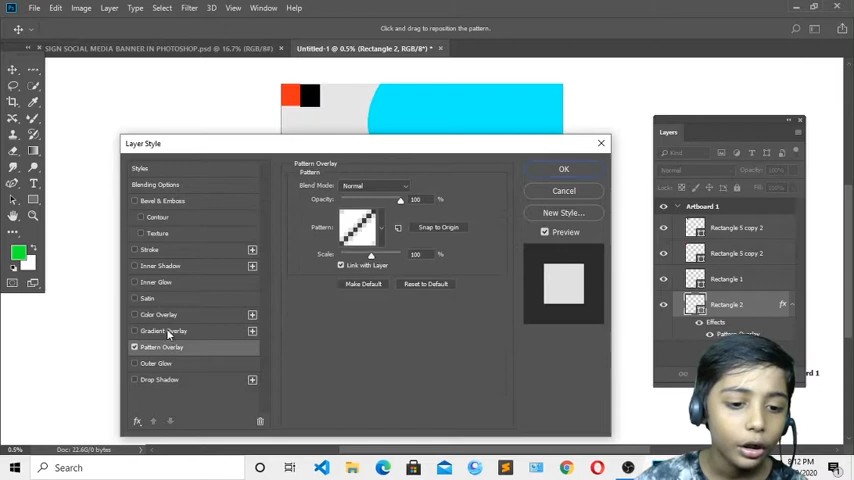 File Edit Image Layer Type Select Filter 3D View Window Help
Click and drag to reposition the pattern.
SIGN SOCIAL MEDIA BANNER IN PHOTOSHOP.psd @ 16.7% (RGB/8#) ×
Untitled-1 @ 0.5% (Rectangle 2, RGB/8*) * ×
Layer Style
Styles
Blending Options
Bevel & Emboss
Contour
Texture
Stroke
Inner Shadow
Inner Glow
Satin
Color Overlay
Gradient Overlay
Pattern Overlay
Outer Glow
Drop Shadow
fx
Pattern Overlay
Pattern
Blend Mode: Normal
Opacity: 100 %
Pattern: Snap to Origin
Scale: 100 %
Link with Layer
Make Default Reset to Default
OK
Cancel
New Style...
Preview
Layers
Kind
Normal Opacity: 100%
Lock: Fill: 100%
Artboard 1
Rectangle 5 copy 2
Rectangle 5 copy 2
Rectangle 1
Rectangle 2 fx
Effects
Pattern Overlay
0.5% Doc: 22.6G/0 bytes
Search